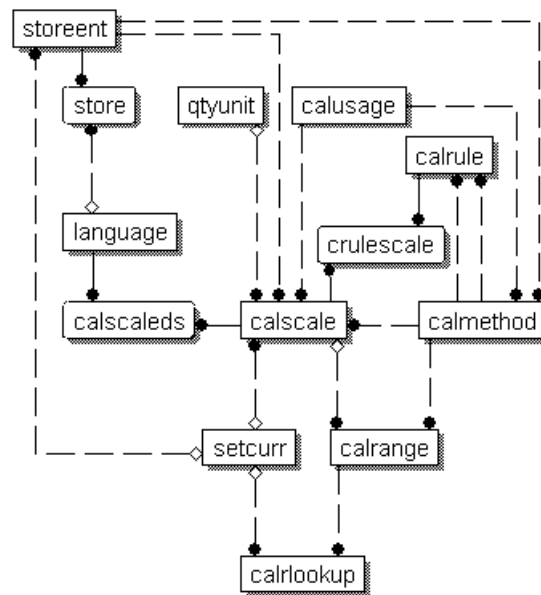 storeent
store
qtyunit
calusage
calrule
language
crulescale
calscaleds
calscale
calmethod
setcurr
calrange
calrlookup